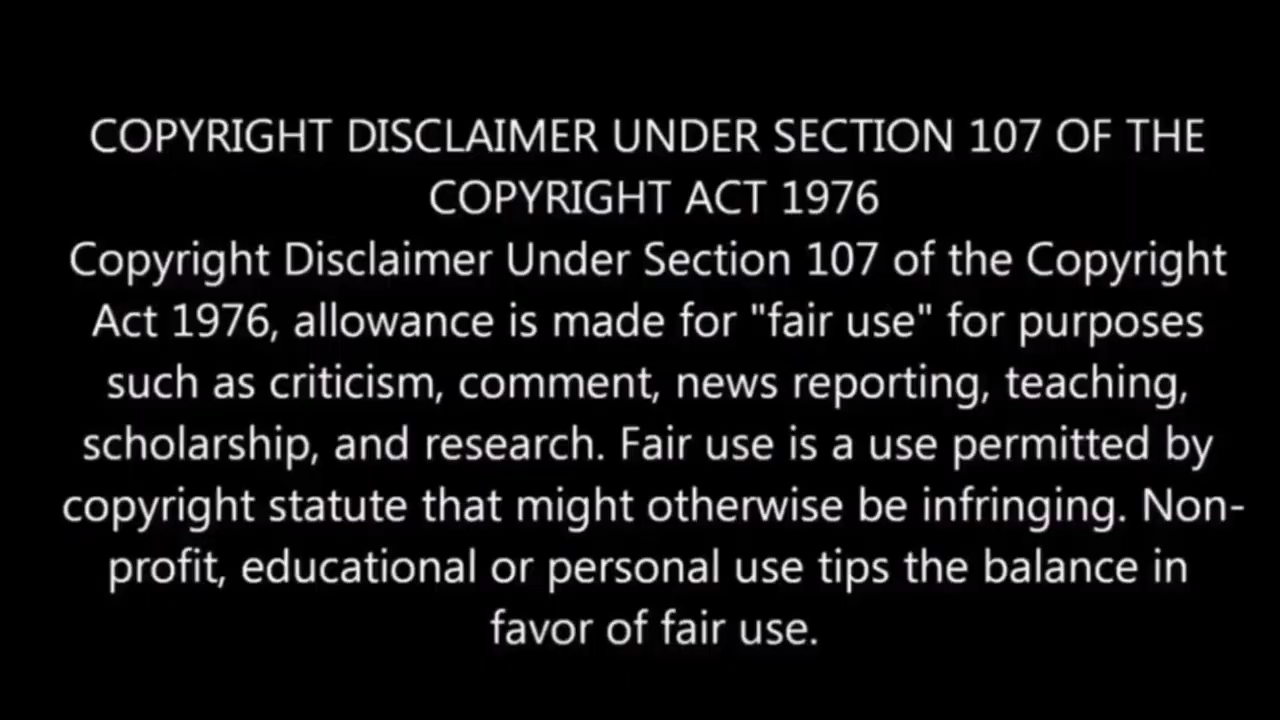 COPYRIGHT DISCLAIMER UNDER SECTION 107 OF THE
COPYRIGHT ACT 1976
Copyright Disclaimer Under Section 107 of the Copyright
Act 1976, allowance is made for "fair use" for purposes
such as criticism, comment, news reporting, teaching,
scholarship, and research. Fair use is a use permitted by
copyright statute that might otherwise be infringing. Non-
profit, educational or personal use tips the balance in
favor of fair use.